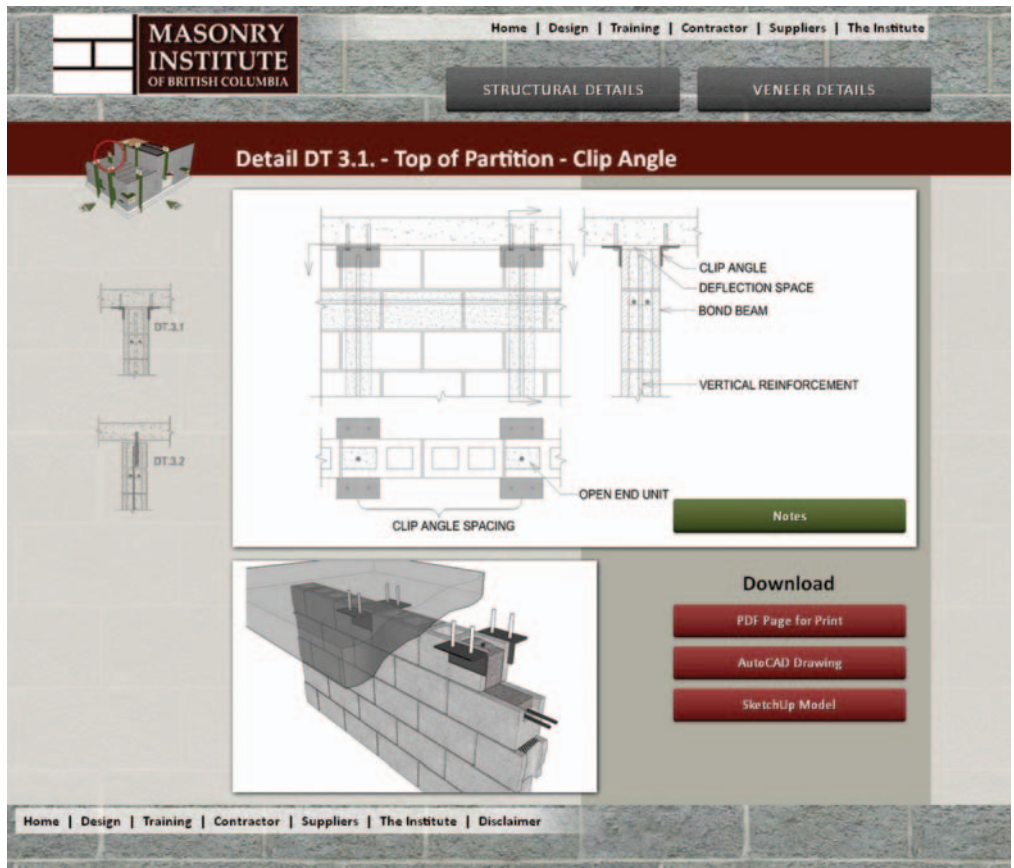 MASONRY
INSTITUTE
OF BRITISH COLUMBIA
Home | Design | Training | Contractor | Suppliers | The Institute
STRUCTURAL DETAILS
VENEER DETAILS
Detail DT 3.1. - Top of Partition - Clip Angle
DT.3.1
DT.3.2
CLIP ANGLE
DEFLECTION SPACE
BOND BEAM
VERTICAL REINFORCEMENT
OPEN END UNIT
CLIP ANGLE SPACING
Notes
Download
PDF Page for Print
AutoCAD Drawing
SketchUp Model
Home | Design | Training | Contractor | Suppliers | The Institute | Disclaimer